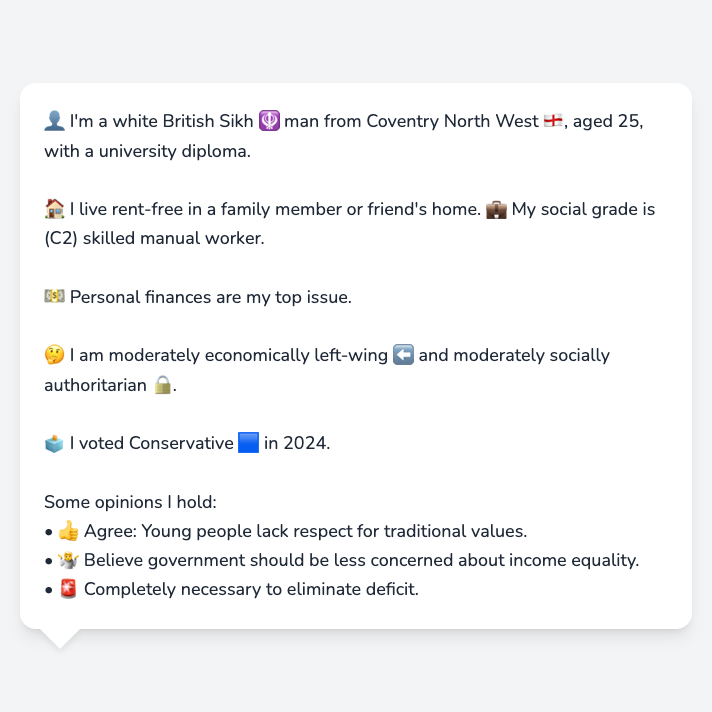 👤 I'm a white British Sikh 🪯 man from Coventry North West 🏴󠁧󠁢󠁥󠁮󠁧󠁿, aged 25,
with a university diploma.
🏠 I live rent-free in a family member or friend's home. 💼 My social grade is
(C2) skilled manual worker.
💵 Personal finances are my top issue.
🤔 I am moderately economically left-wing ⬅️ and moderately socially
authoritarian 🔒.
🗳️ I voted Conservative 🟦 in 2024.
Some opinions I hold:
• 👍 Agree: Young people lack respect for traditional values.
• 🤷 Believe government should be less concerned about income equality.
• 🚨 Completely necessary to eliminate deficit.